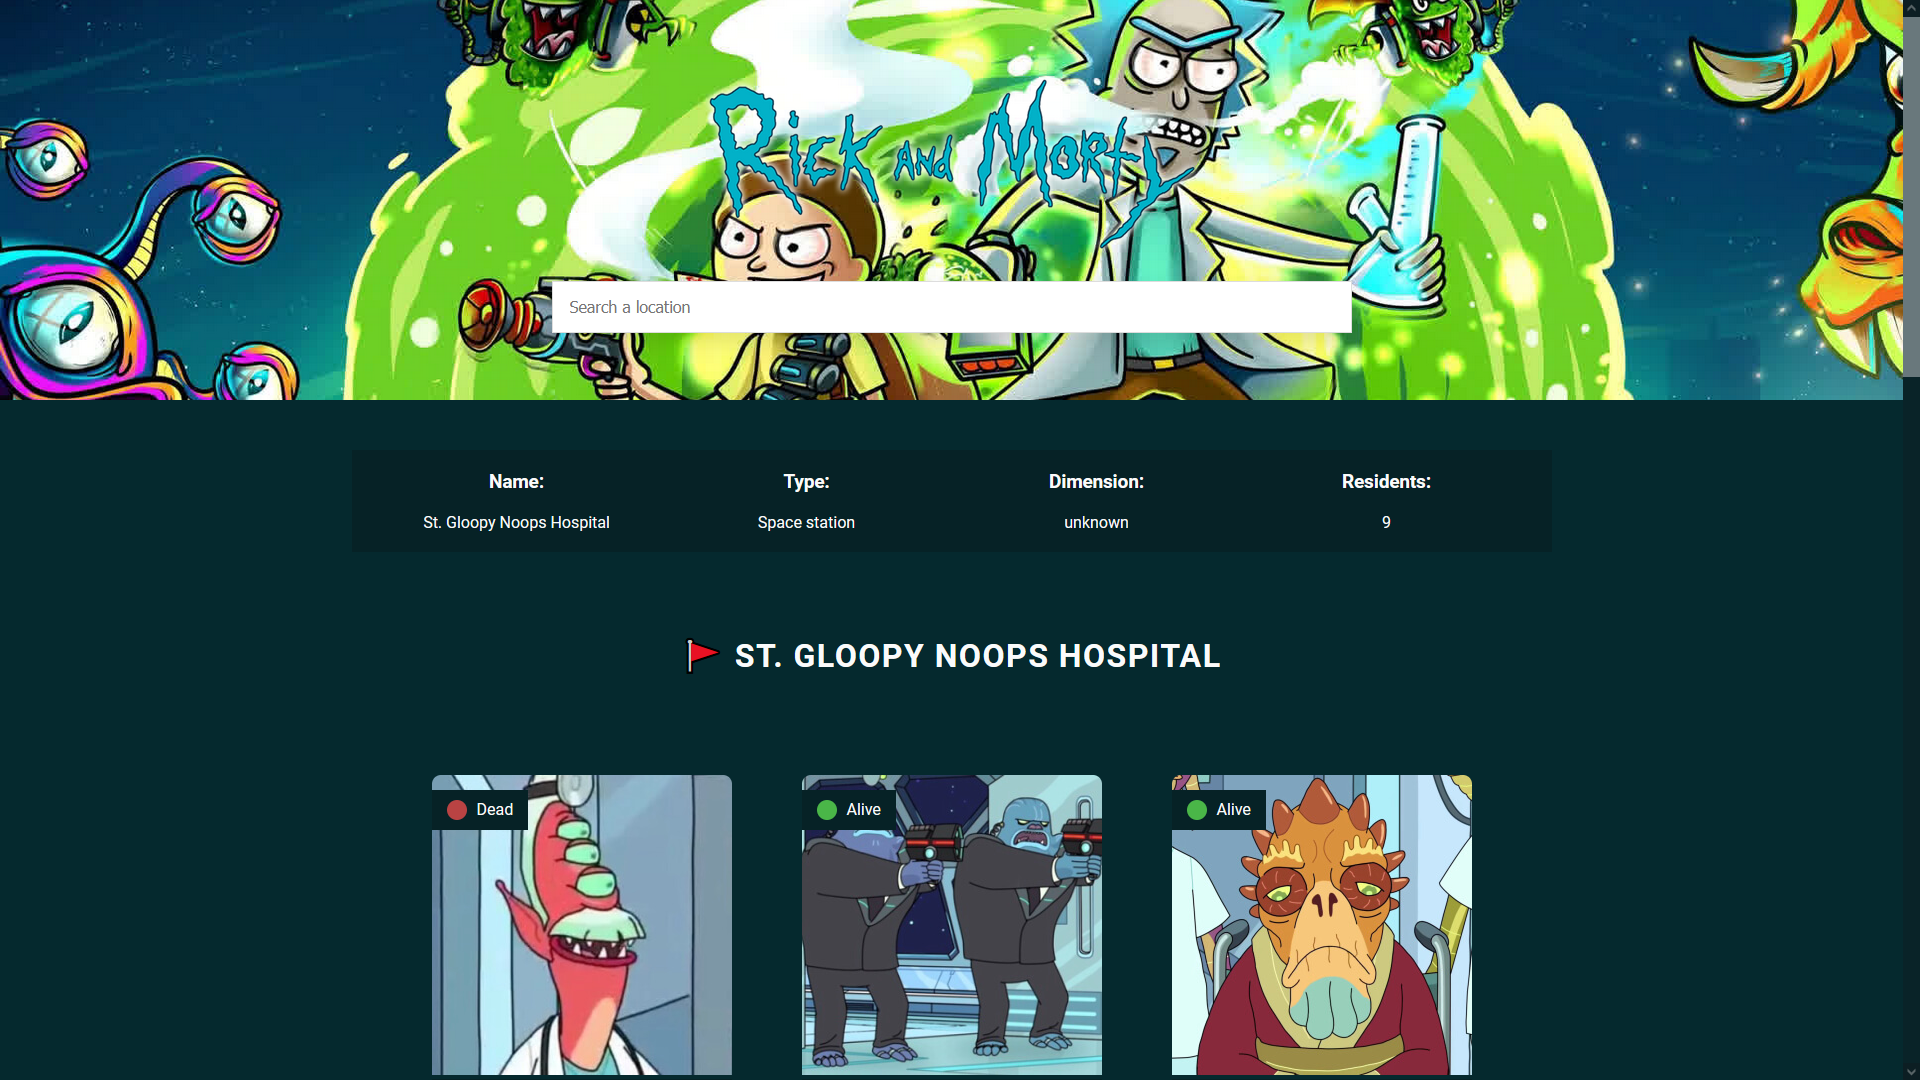 Rick and Morty
Search a location
Name: Type: Dimension: Residents:
St. Gloopy Noops Hospital Space station unknown 9
ST. GLOOPY NOOPS HOSPITAL
Dead Alive Alive